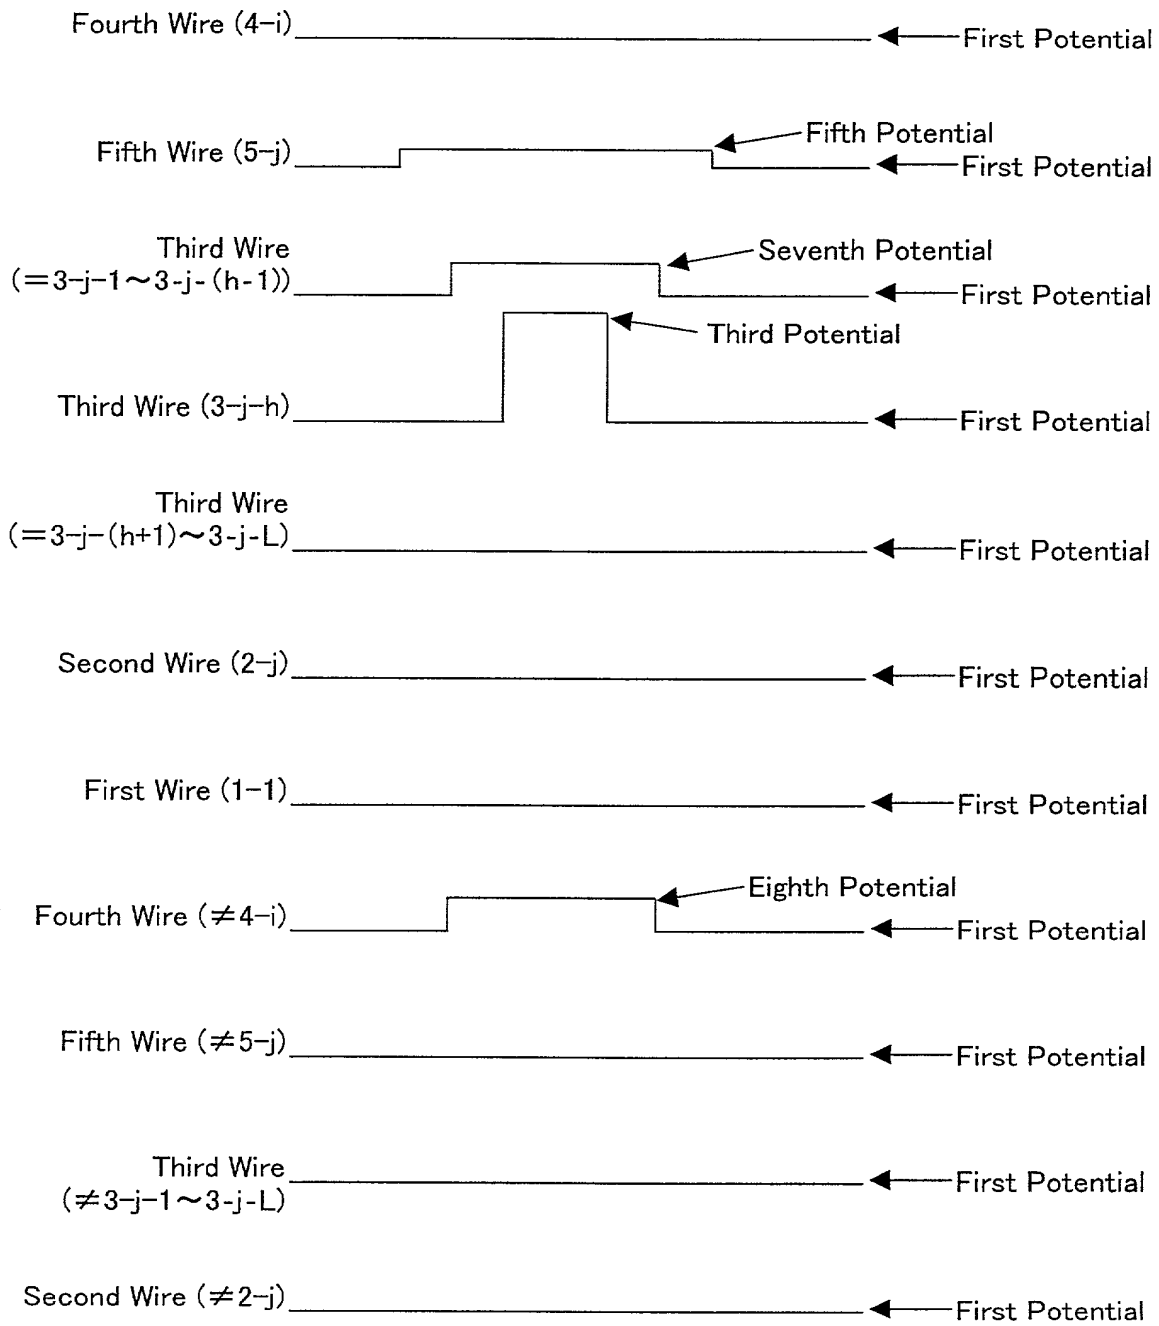 Fourth Wire (4-i)
First Potential
Fifth Potential
Fifth Wire (5-j)
First Potential
Third Wire
(=3-j-1~3-j-(h-1))
Seventh Potential
First Potential
Third Potential
Third Wire (3-j-h)
First Potential
Third Wire
(=3-j-(h+1)~3-j-L)
First Potential
Second Wire (2-j)
First Potential
First Wire (1-1)
First Potential
Eighth Potential
Fourth Wire (≠4-i)
First Potential
Fifth Wire (≠5-j)
First Potential
Third Wire
(≠3-j-1~3-j-L)
First Potential
Second Wire (≠2-j)
First Potential